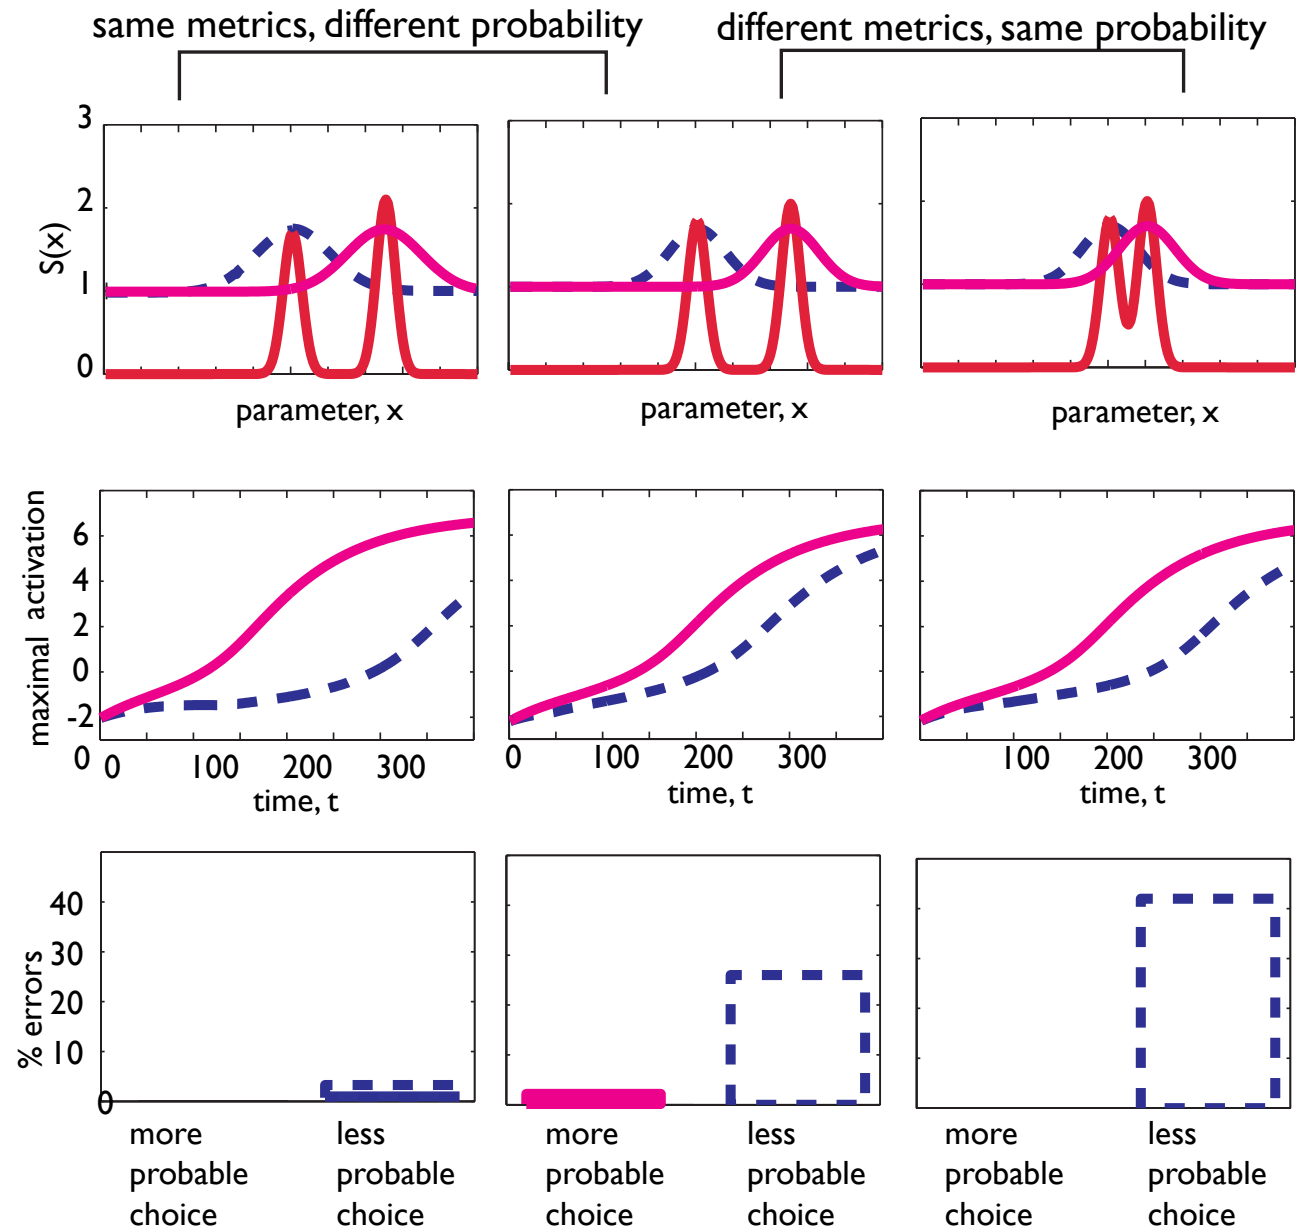 same metrics, different probability
different metrics, same probability
3
2
1
0
S(x)
parameter, x
parameter, x
parameter, x
maximal activation
6
4
2
0
-2
0
0 100 200 300
time, t
0 100 200 300
time, t
100 200 300
time, t
% errors
40
30
20
10
0
more probable choice
less probable choice
more probable choice
less probable choice
more probable choice
less probable choice